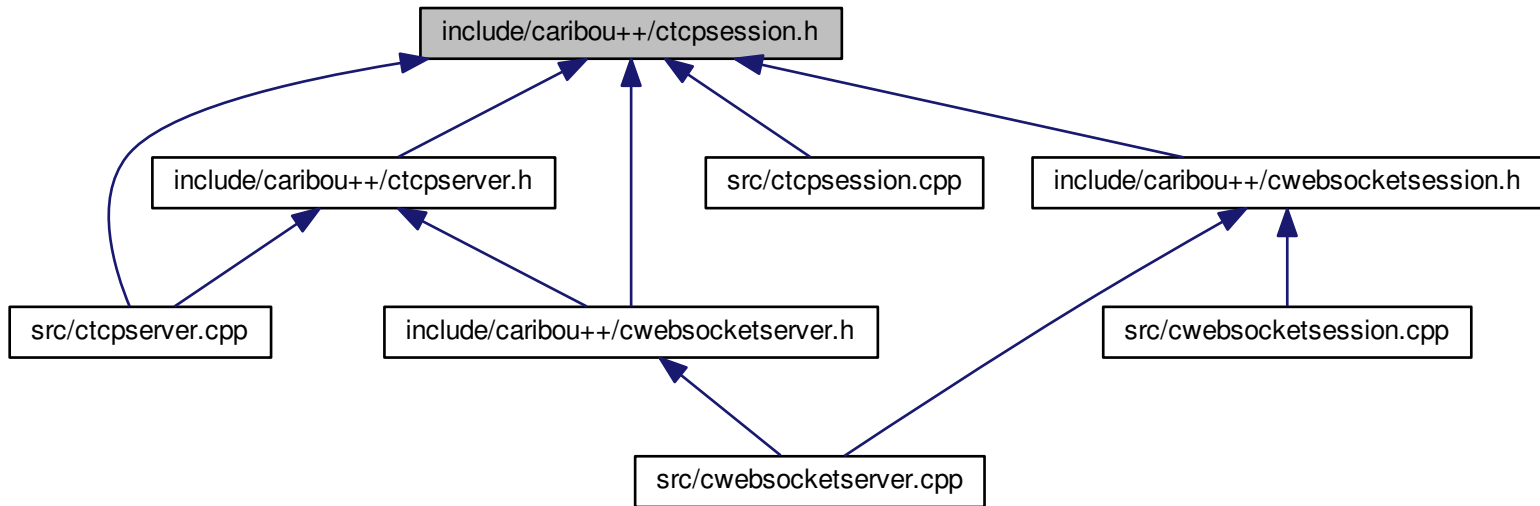 include/caribou++/ctcpsession.h
include/caribou++/ctcpserver.h
src/ctcpsession.cpp
include/caribou++/cwebsocketsession.h
src/ctcpserver.cpp
include/caribou++/cwebsocketserver.h
src/cwebsocketsession.cpp
src/cwebsocketserver.cpp